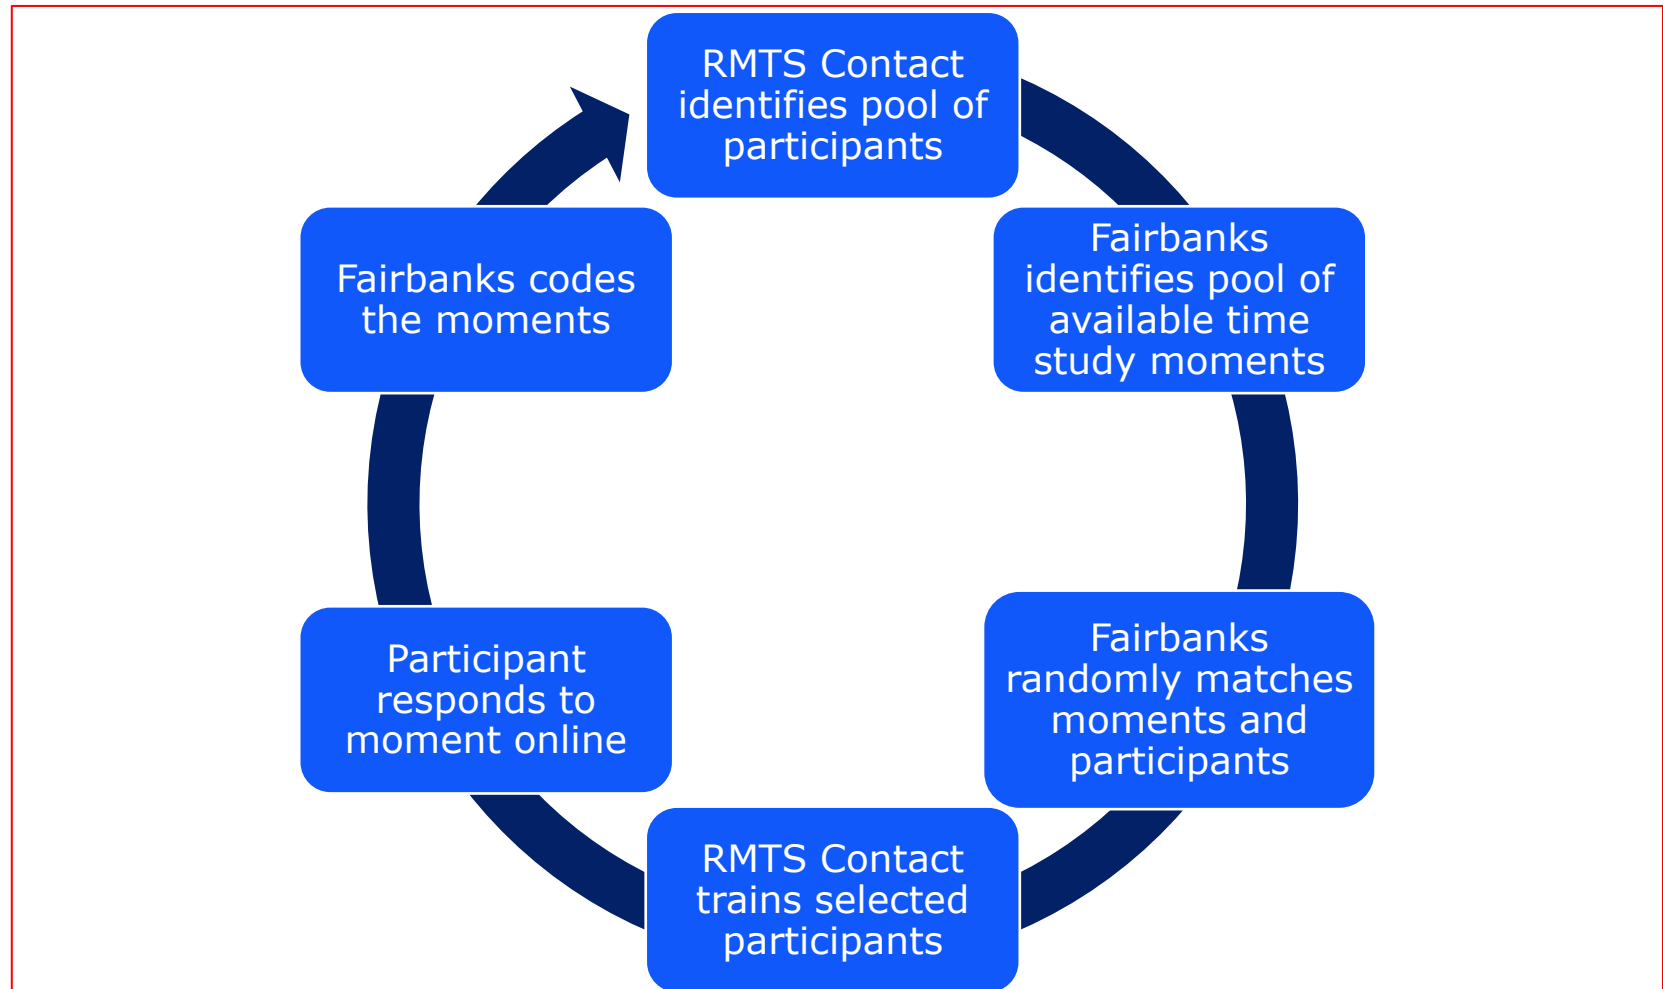 RMTS Contact
identifies pool of
participants
Fairbanks
identifies pool of
available time
study moments
Fairbanks
randomly matches
moments and
participants
RMTS Contact
trains selected
participants
Participant
responds to
moment online
Fairbanks codes
the moments